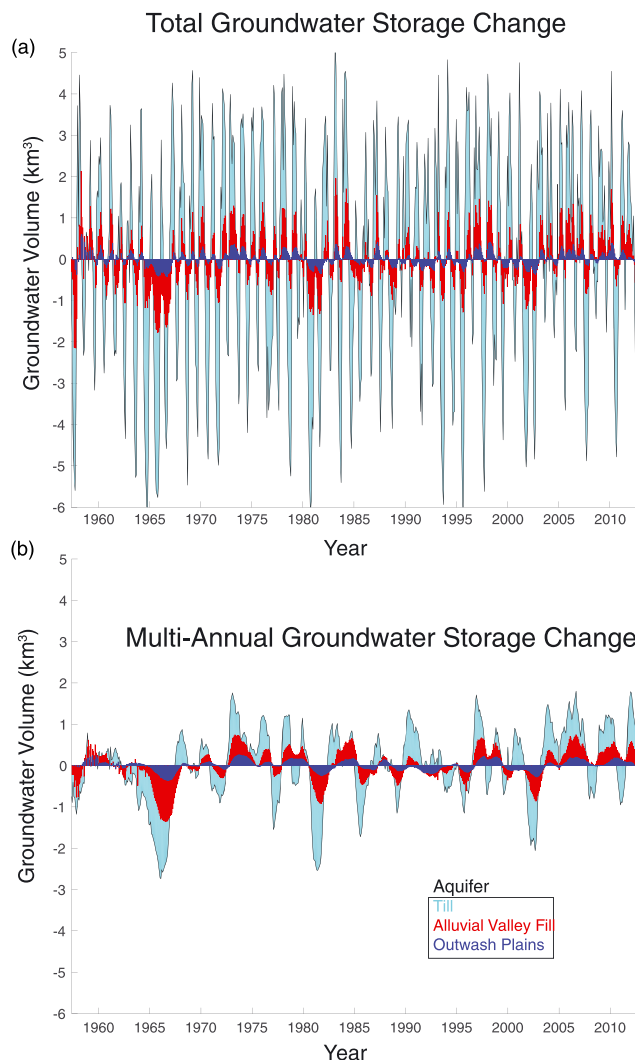 Total Groundwater Storage Change
(a)
5
4
3
2
1
0
-1
-2
-3
-4
-5
-6
Groundwater Volume (km³)
1960 1965 1970 1975 1980 1985 1990 1995 2000 2005 2010
Year
(b)
5
4
3
2
1
0
-1
-2
-3
-4
-5
-6
Groundwater Volume (km³)
Multi-Annual Groundwater Storage Change
Aquifer
Till
Alluvial Valley Fill
Outwash Plains
1960 1965 1970 1975 1980 1985 1990 1995 2000 2005 2010
Year